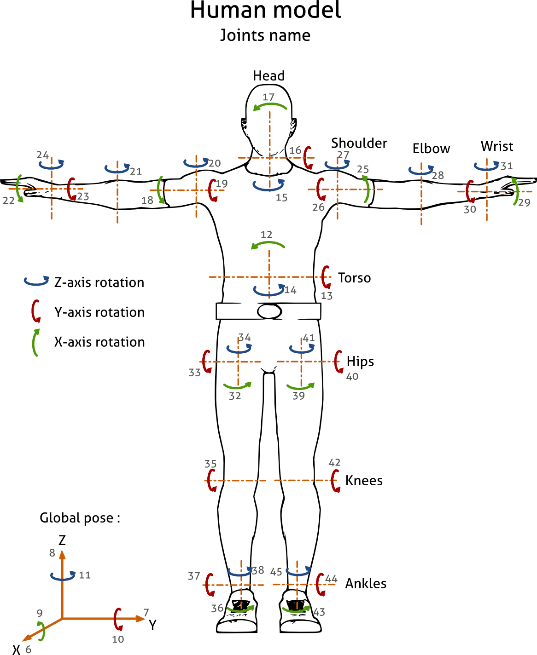 Human model
Joints name
Head
17
16
Shoulder
Elbow
Wrist
24
21
20
27
25
28
31
22
23
18
19
15
26
30
29
12
Torso
14
13
Z-axis rotation
Y-axis rotation
X-axis rotation
34
41
Hips
33
32
39
40
35
42
Knees
Global pose :
Z
8
11
9
7
Y
10
X
6
37
38
45
44
Ankles
36
43